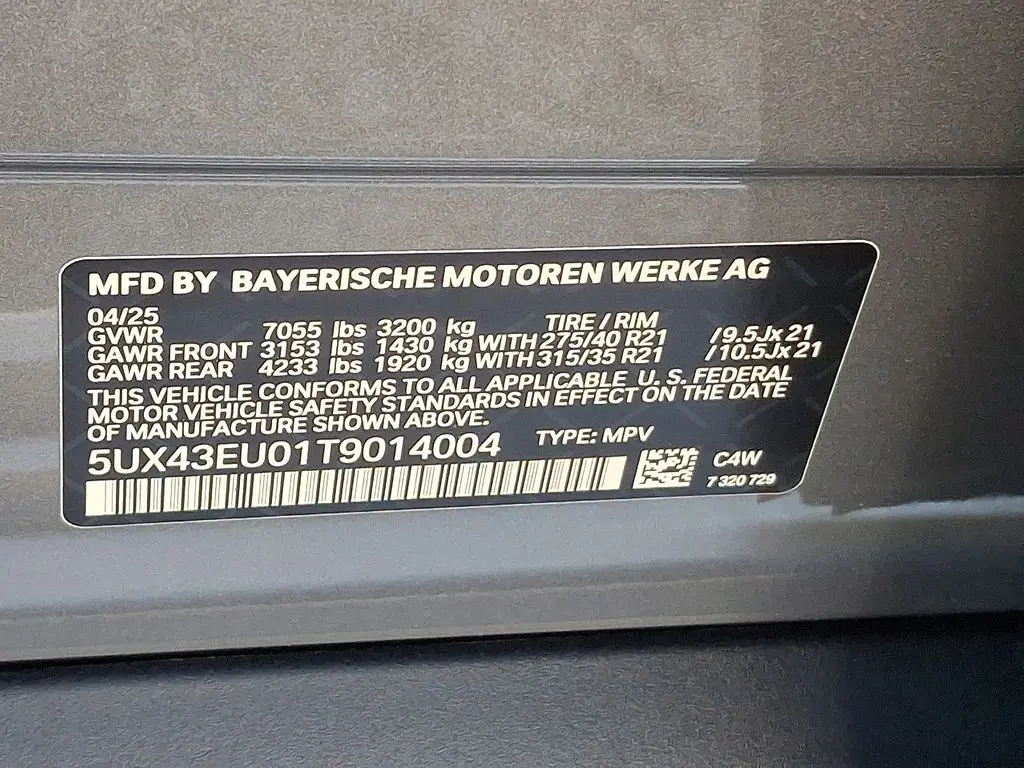 MFD BY BAYERISCHE MOTOREN WERKE AG
04/25 TIRE / RIM
GVWR 7055 lbs 3200 kg
GAWR FRONT 3153 lbs 1430 kg WITH 275/40 R21 /9.5Jx21
GAWR REAR 4233 lbs 1920 kg WITH 315/35 R21 /10.5Jx21
THIS VEHICLE CONFORMS TO ALL APPLICABLE U. S. FEDERAL
MOTOR VEHICLE SAFETY STANDARDS IN EFFECT ON THE DATE
OF MANUFACTURE SHOWN ABOVE.
5UX43EU01T9014004 TYPE: MPV
C4W
7 320 729